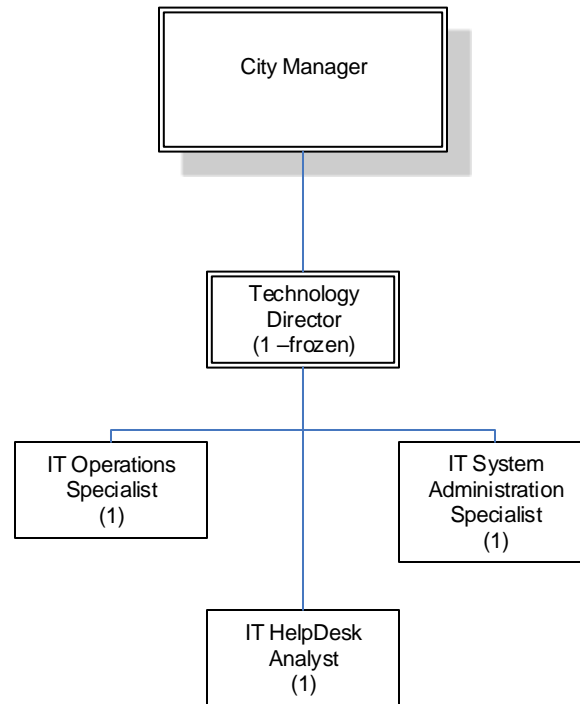 City Manager
Technology
Director
(1 –frozen)
IT Operations
Specialist
(1)
IT System
Administration
Specialist
(1)
IT HelpDesk
Analyst
(1)